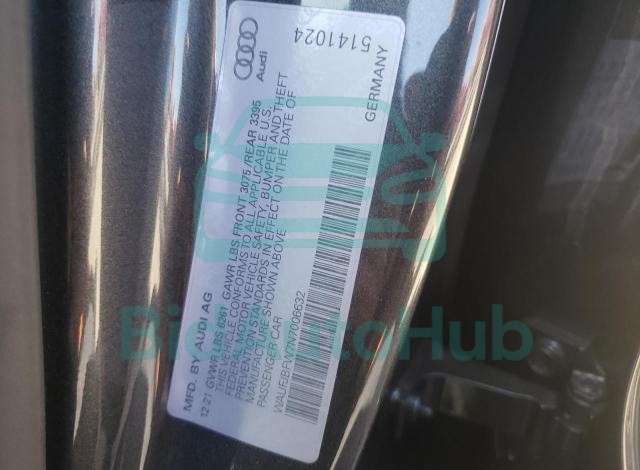 Audi
5141024
MFD. BY AUDI AG
GERMANY
12.21 GVWR LBS 6261 GAWR LBS FRONT 3075 /REAR 3395
THIS VEHICLE CONFORMS TO ALL APPLICABLE U.S.
FEDERAL MOTOR VEHICLE SAFETY, BUMPER AND THEFT
PREVENTION STANDARDS IN EFFECT ON THE DATE OF
MANUFACTURE SHOWN ABOVE
PASSENGER CAR
BidAutoHub